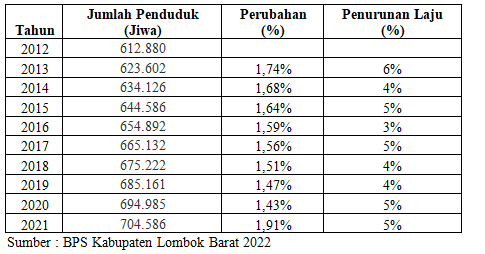 Tahun Jumlah Penduduk (Jiwa) Perubahan (%) Penurunan Laju (%)
2012 612.880
2013 623.602 1,74% 6%
2014 634.126 1,68% 4%
2015 644.586 1,64% 5%
2016 654.892 1,59% 3%
2017 665.132 1,56% 5%
2018 675.222 1,51% 4%
2019 685.161 1,47% 4%
2020 694.985 1,43% 5%
2021 704.586 1,91% 5%
Sumber : BPS Kabupaten Lombok Barat 2022